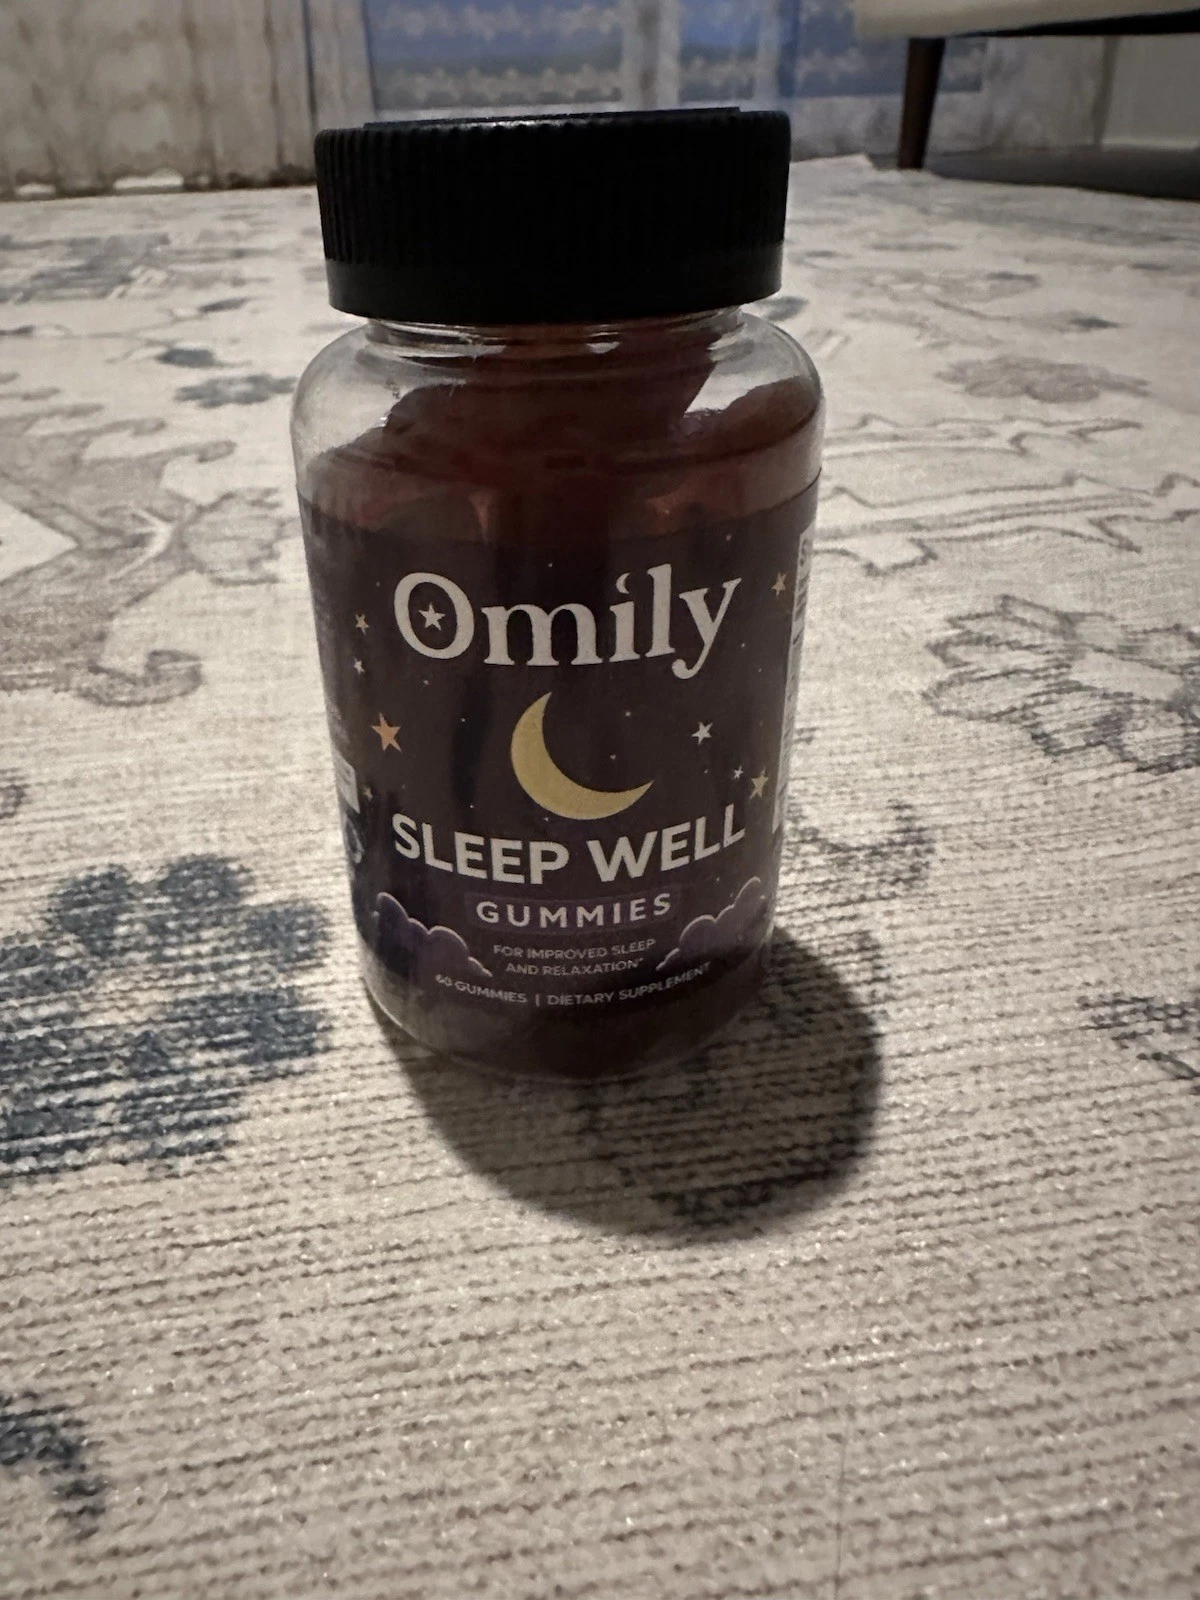 Omily
SLEEP WELL
GUMMIES
FOR IMPROVED SLEEP
AND RELAXATION*
60 GUMMIES | DIETARY SUPPLEMENT